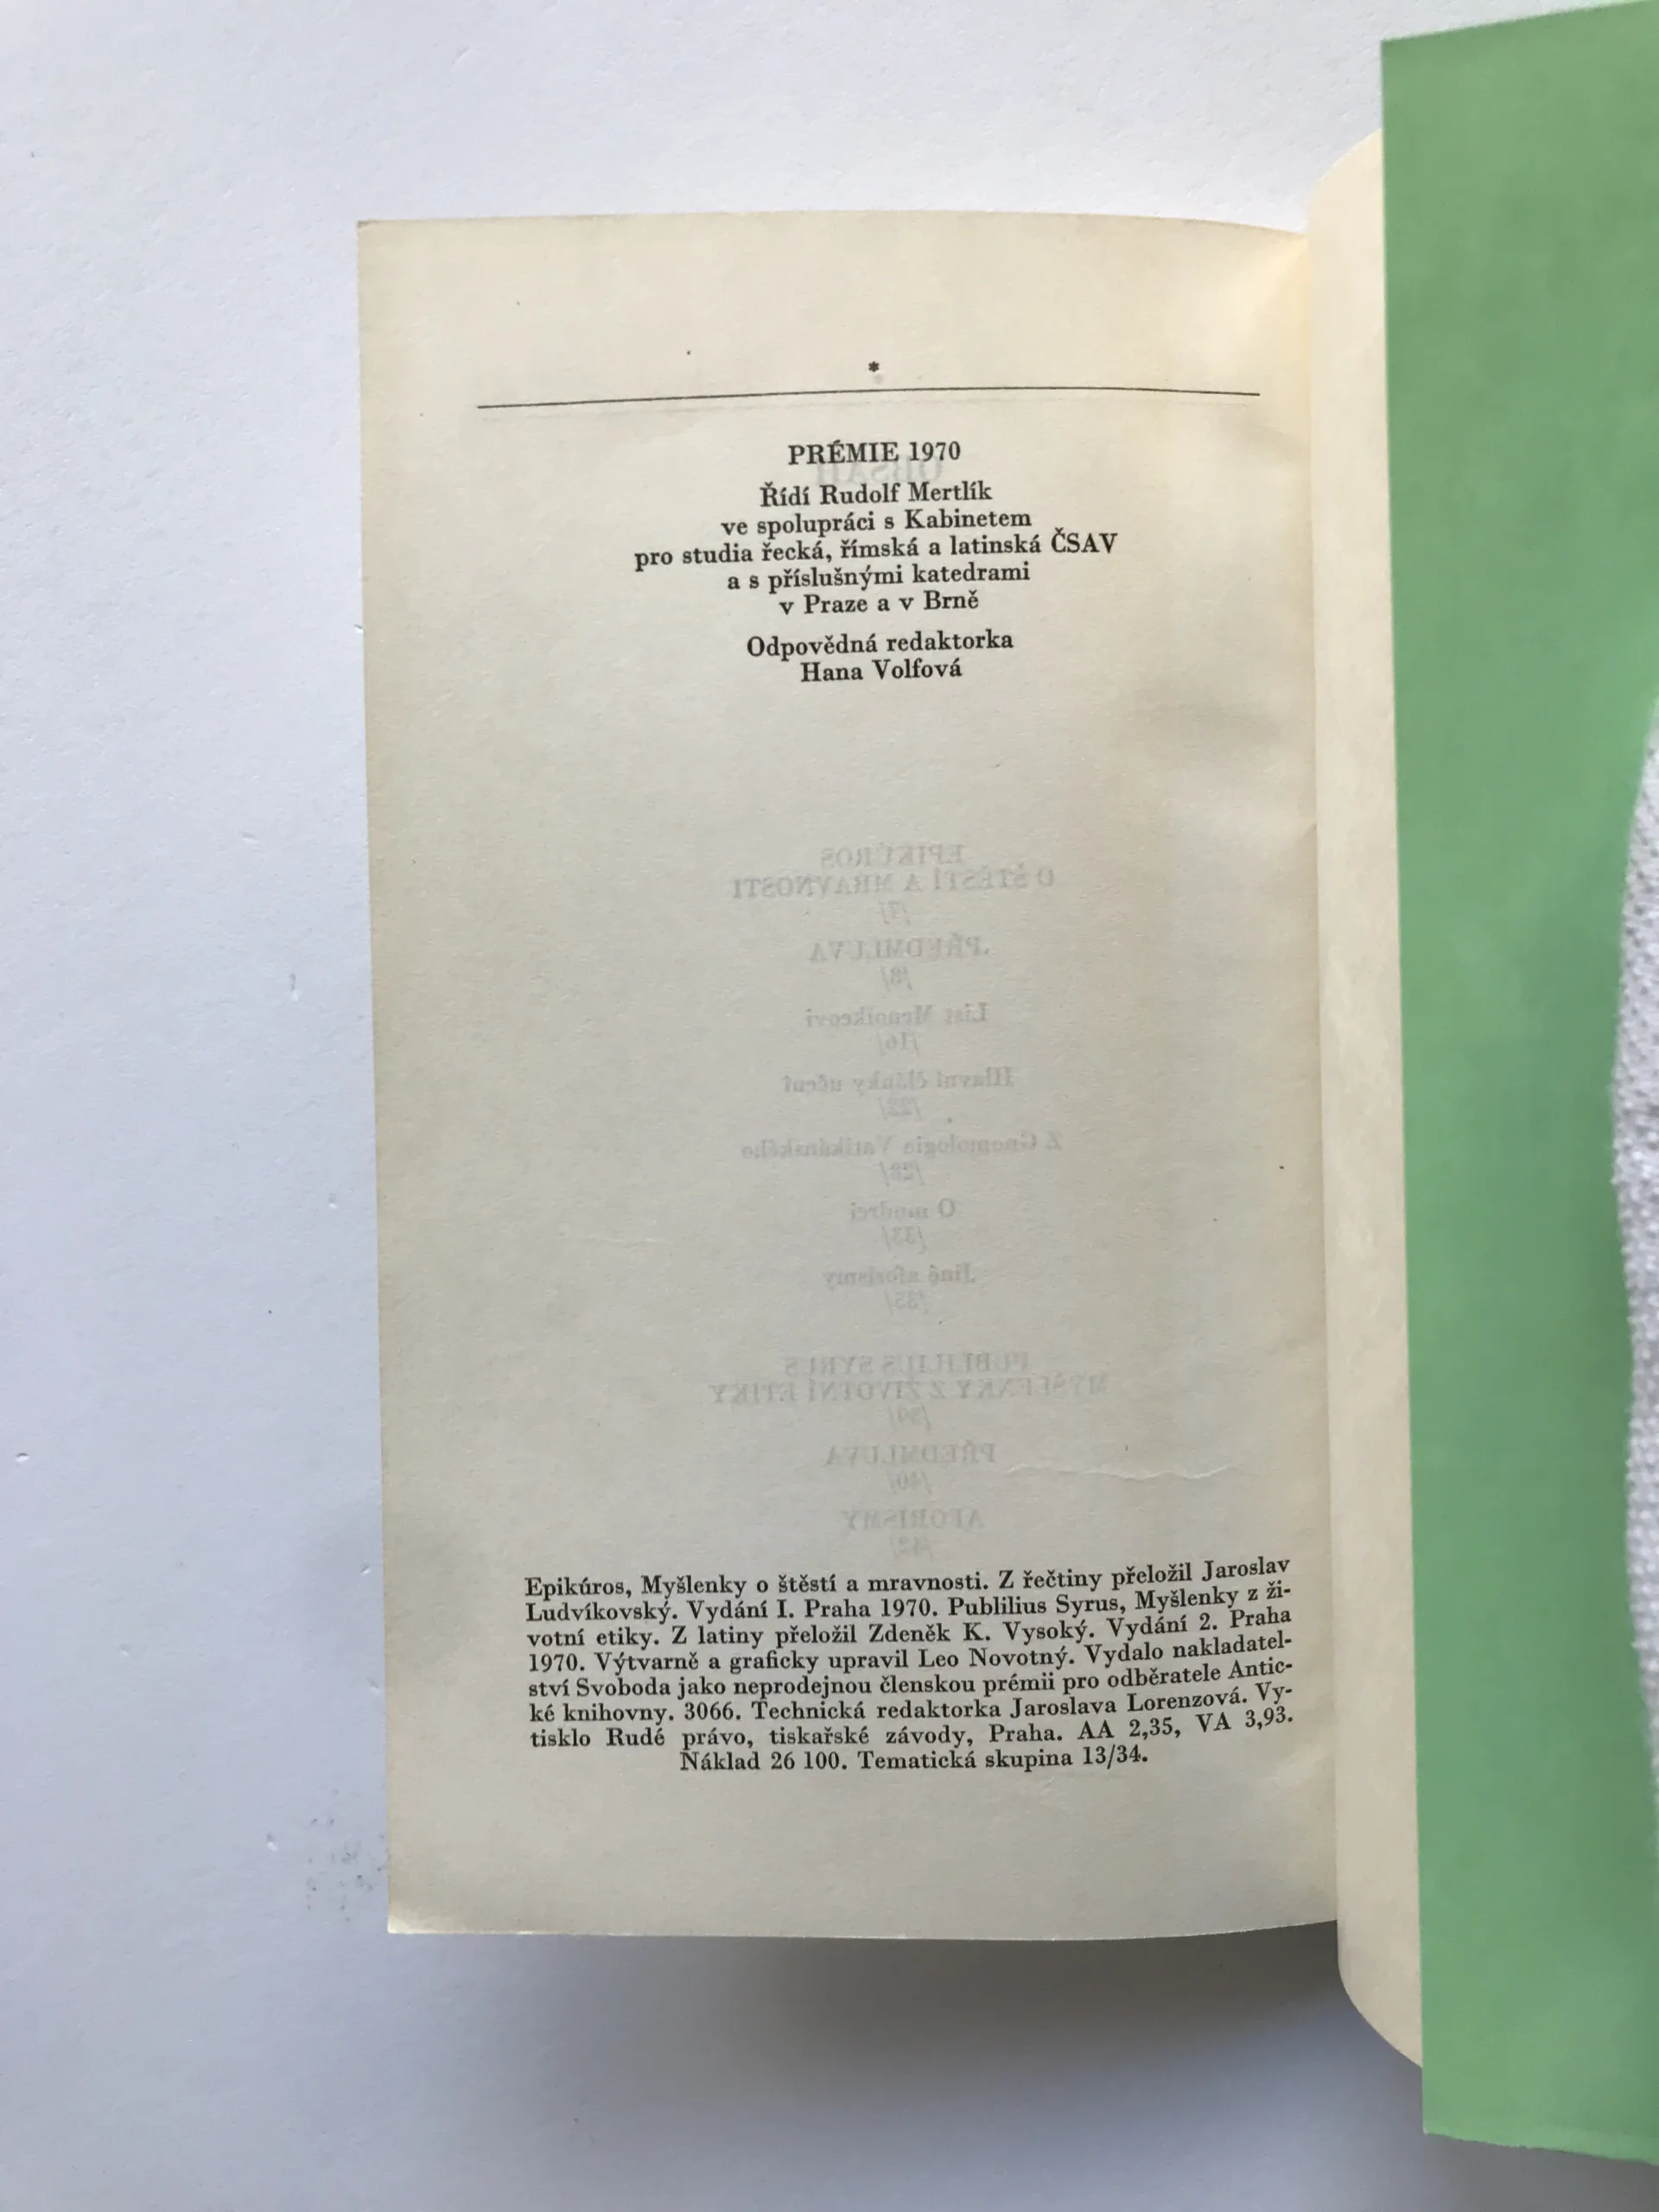 *
PRÉMIE 1970
Řídí Rudolf Mertlík
ve spolupráci s Kabinetem
pro studia řecká, římská a latinská ČSAV
a s příslušnými katedrami
v Praze a v Brně
Odpovědná redaktorka
Hana Volfová
Epikúros, Myšlenky o štěstí a mravnosti. Z řečtiny přeložil Jaroslav
Ludvíkovský. Vydání I. Praha 1970. Publilius Syrus, Myšlenky z ži-
votní etiky. Z latiny přeložil Zdeněk K. Vysoký. Vydání 2. Praha
1970. Výtvarně a graficky upravil Leo Novotný. Vydalo nakladatel-
ství Svoboda jako neprodejnou členskou prémii pro odběratele Antic-
ké knihovny. 3066. Technická redaktorka Jaroslava Lorenzová. Vy-
tisklo Rudé právo, tiskařské závody, Praha. AA 2,35, VA 3,93.
Náklad 26 100. Tematická skupina 13/34.